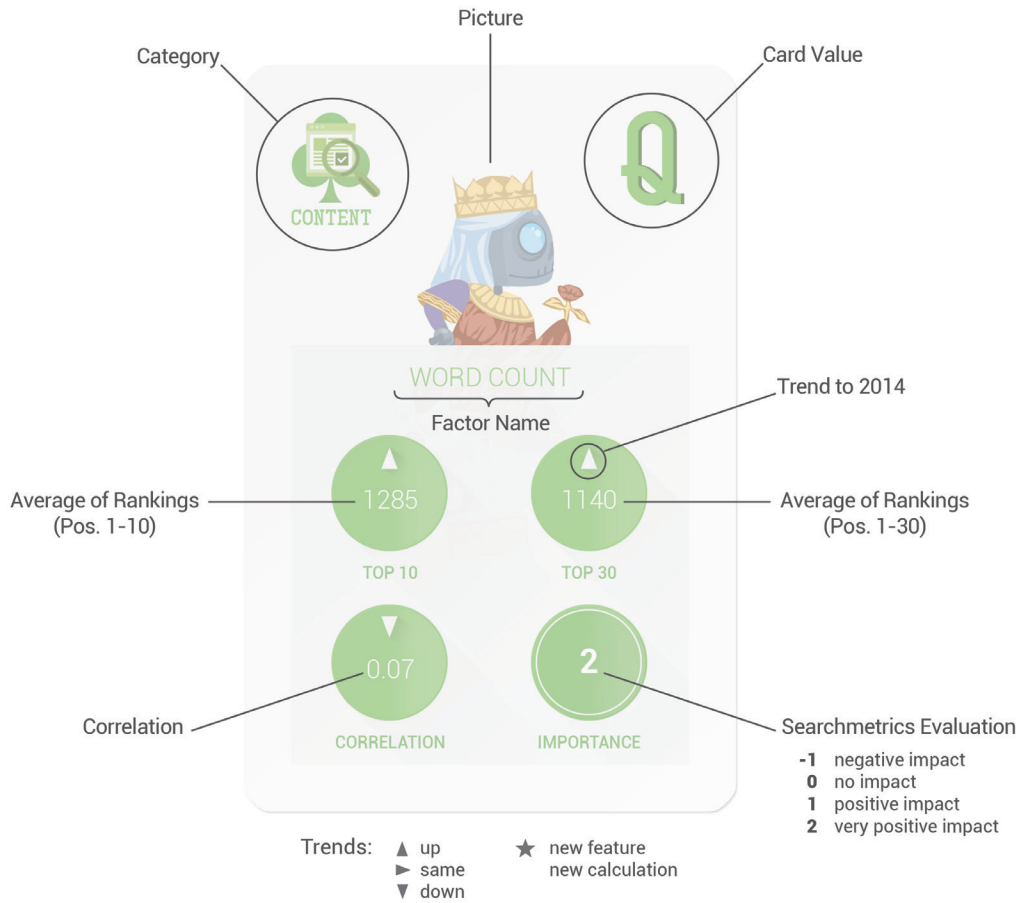 Picture
Category
Card Value
CONTENT
Q
WORD COUNT
Factor Name
Trend to 2014
1285
1140
Average of Rankings
(Pos. 1-10)
Average of Rankings
(Pos. 1-30)
TOP 10
TOP 30
0.07
2
Correlation
Searchmetrics Evaluation
CORRELATION
IMPORTANCE
-1 negative impact
0 no impact
1 positive impact
2 very positive impact
Trends:
▲ up
► same
▼ down
★ new feature
new calculation